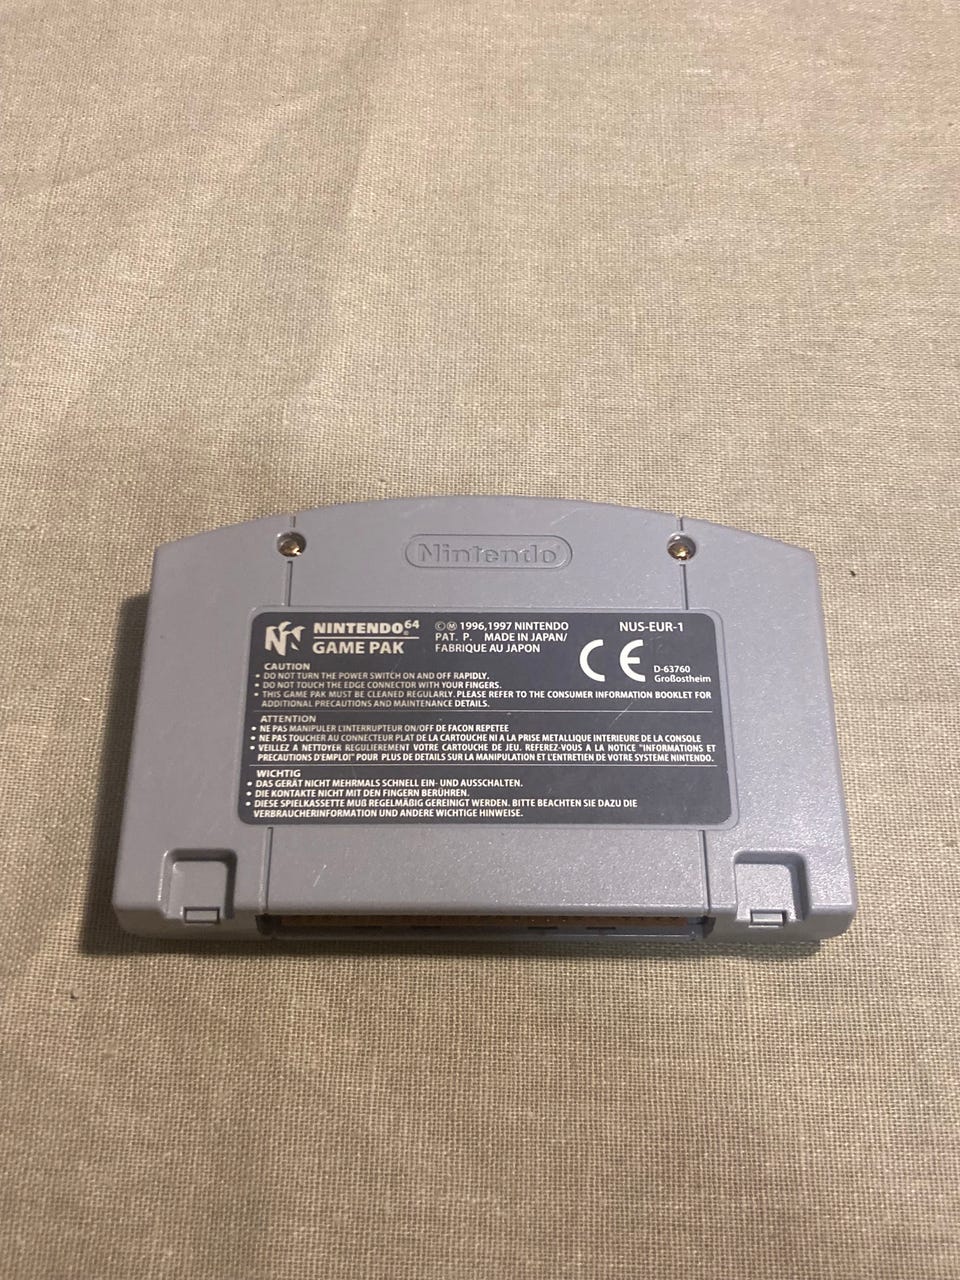 Nintendo
NINTENDO 64
GAME PAK
©Ⓜ 1996,1997 NINTENDO
PAT. P. MADE IN JAPAN/
FABRIQUE AU JAPON
NUS-EUR-1
CE
D-63760
Großostheim
CAUTION
• DO NOT TURN THE POWER SWITCH ON AND OFF RAPIDLY.
• DO NOT TOUCH THE EDGE CONNECTOR WITH YOUR FINGERS.
• THIS GAME PAK MUST BE CLEANED REGULARLY. PLEASE REFER TO THE CONSUMER INFORMATION BOOKLET FOR
ADDITIONAL PRECAUTIONS AND MAINTENANCE DETAILS.
ATTENTION
• NE PAS MANIPULER L'INTERRUPTEUR ON/OFF DE FACON REPETEE
• NE PAS TOUCHER AU CONNECTEUR PLAT DE LA CARTOUCHE NI A LA PRISE METALLIQUE INTERIEURE DE LA CONSOLE
• VEILLEZ A NETTOYER REGULIEREMENT VOTRE CARTOUCHE DE JEU. REFEREZ-VOUS A LA NOTICE "INFORMATIONS ET
PRECAUTIONS D'EMPLOI" POUR PLUS DE DETAILS SUR LA MANIPULATION ET L'ENTRETIEN DE VOTRE SYSTEME NINTENDO.
WICHTIG
• DAS GERÄT NICHT MEHRMALS SCHNELL EIN- UND AUSSCHALTEN.
• DIE KONTAKTE NICHT MIT DEN FINGERN BERÜHREN.
• DIESE SPIELKASSETTE MUß REGELMÄßIG GEREINIGT WERDEN. BITTE BEACHTEN SIE DAZU DIE
VERBRAUCHERINFORMATION UND ANDERE WICHTIGE HINWEISE.